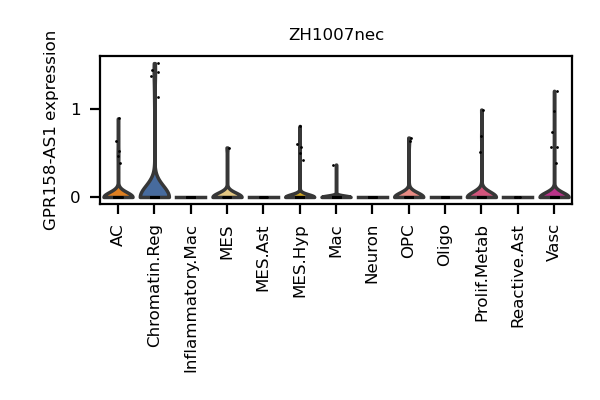 ZH1007nec
GPR158-AS1 expression
1
0
AC
Chromatin.Reg
Inflammatory.Mac
MES
MES.Ast
MES.Hyp
Mac
Neuron
OPC
Oligo
Prolif.Metab
Reactive.Ast
Vasc